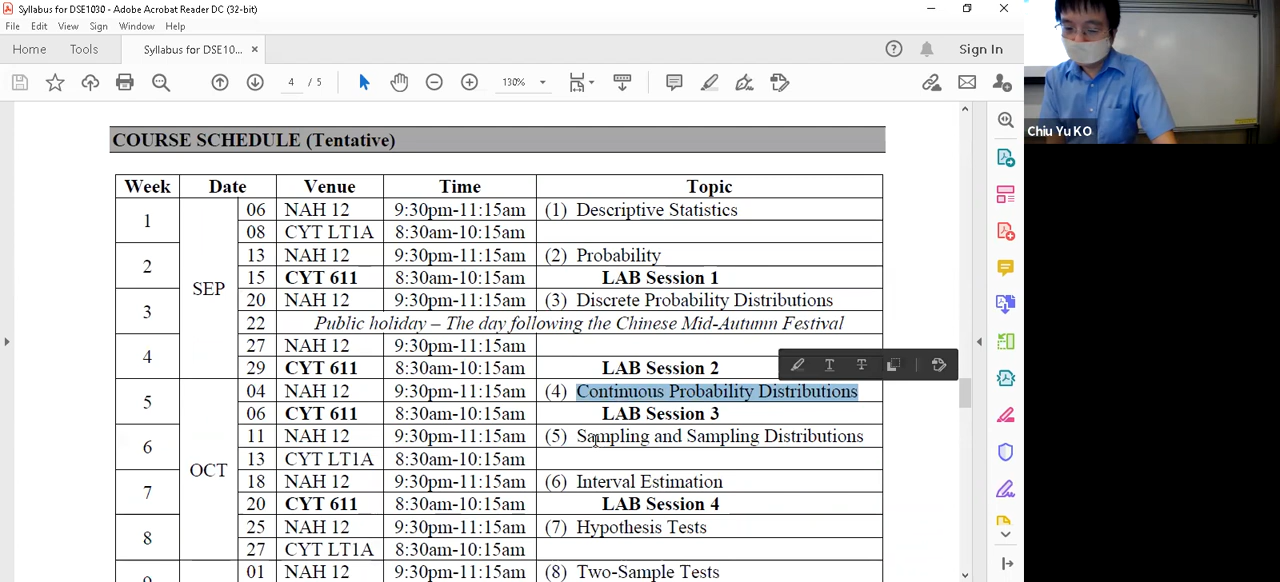 Syllabus for DSE1030 - Adobe Acrobat Reader DC (32-bit)
File Edit View Sign Window Help
Home Tools Syllabus for DSE10... × Sign In
4 / 5 130%
Chiu Yu KO
COURSE SCHEDULE (Tentative)
Week Date Venue Time Topic
1 SEP 06 NAH 12 9:30pm-11:15am (1) Descriptive Statistics
08 CYT LT1A 8:30am-10:15am
2 13 NAH 12 9:30pm-11:15am (2) Probability
15 CYT 611 8:30am-10:15am LAB Session 1
3 20 NAH 12 9:30pm-11:15am (3) Discrete Probability Distributions
22 Public holiday – The day following the Chinese Mid-Autumn Festival
4 27 NAH 12 9:30pm-11:15am
29 CYT 611 8:30am-10:15am LAB Session 2
5 OCT 04 NAH 12 9:30pm-11:15am (4) Continuous Probability Distributions
06 CYT 611 8:30am-10:15am LAB Session 3
6 11 NAH 12 9:30pm-11:15am (5) Sampling and Sampling Distributions
13 CYT LT1A 8:30am-10:15am
7 18 NAH 12 9:30pm-11:15am (6) Interval Estimation
20 CYT 611 8:30am-10:15am LAB Session 4
8 25 NAH 12 9:30pm-11:15am (7) Hypothesis Tests
27 CYT LT1A 8:30am-10:15am
9 01 NAH 12 9:30pm-11:15am (8) Two-Sample Tests